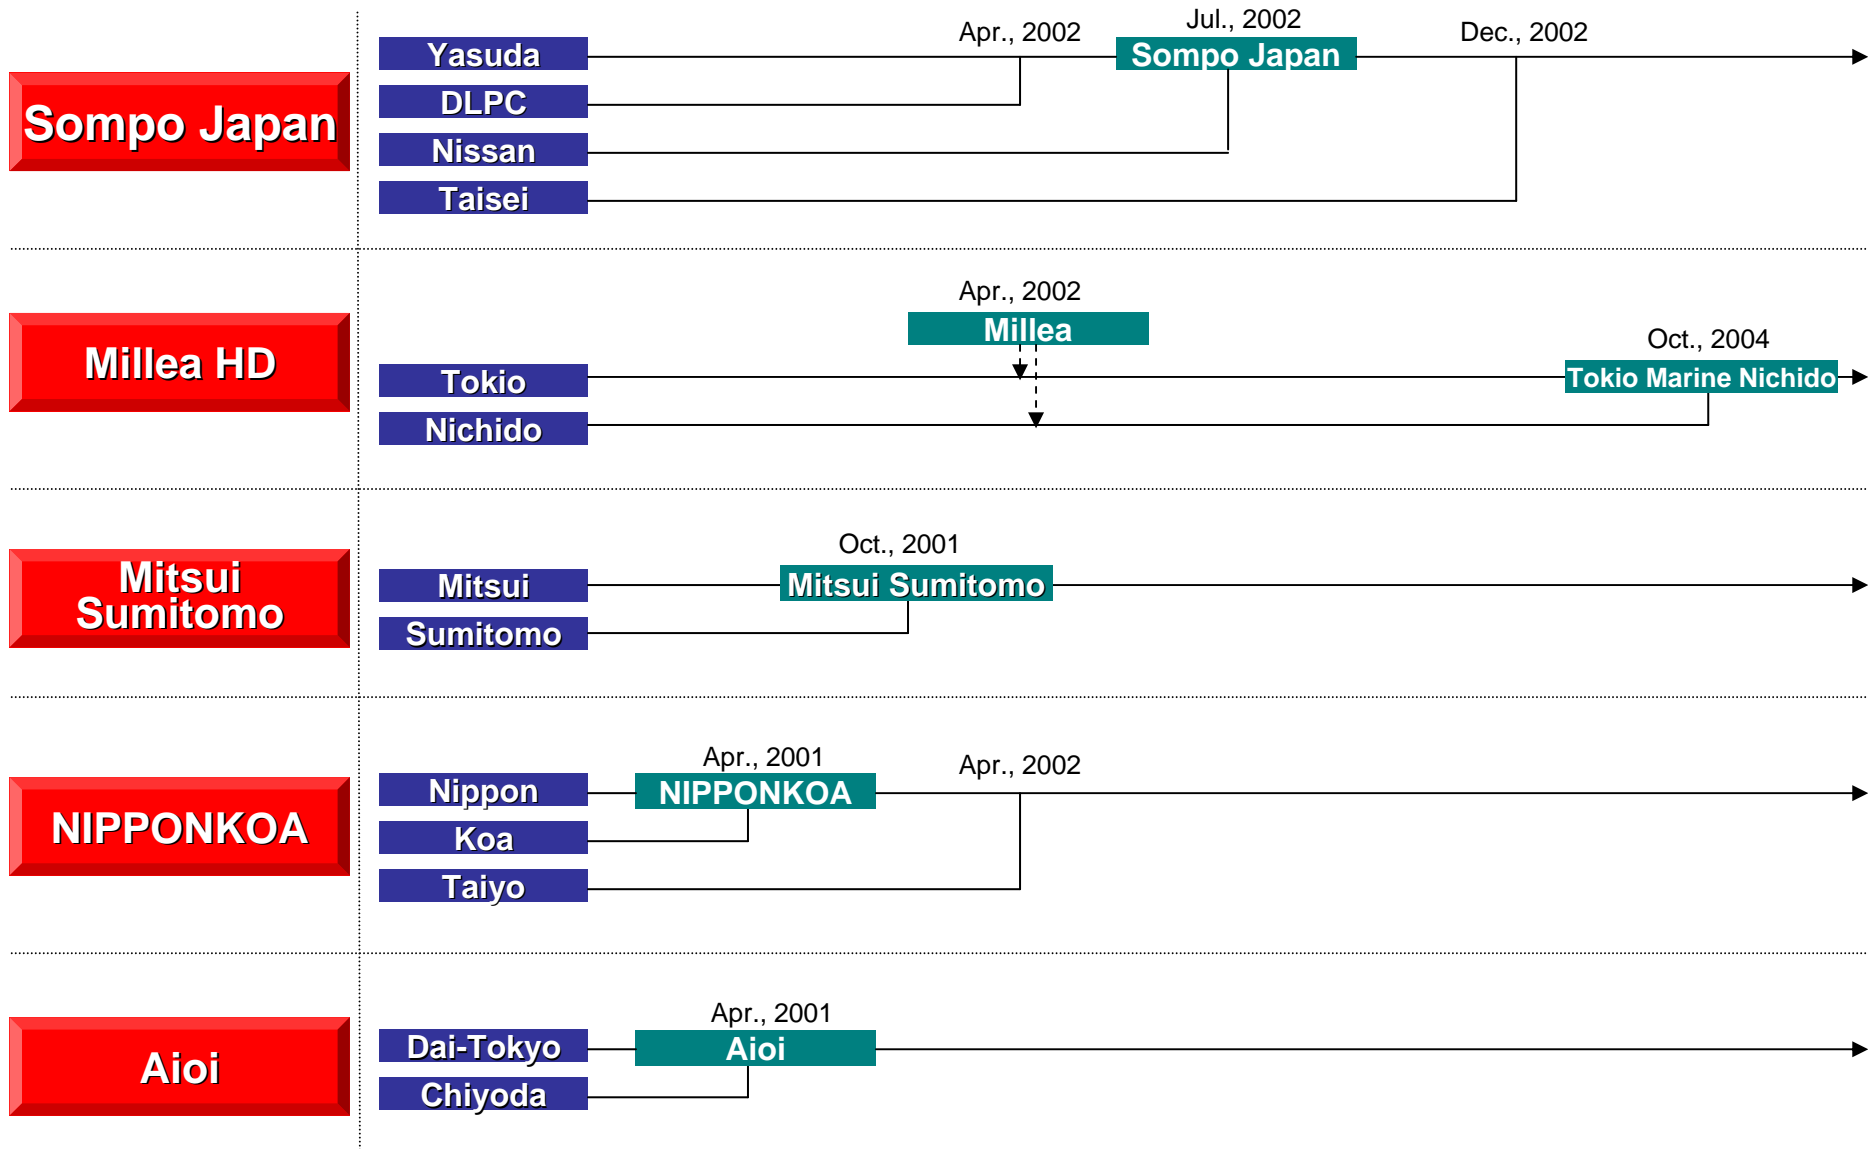 Sompo Japan
Yasuda
Apr., 2002
Jul., 2002
Sompo Japan
Dec., 2002
DLPC
Nissan
Taisei
Millea HD
Apr., 2002
Millea
Tokio
Oct., 2004
Tokio Marine Nichido
Nichido
Mitsui
Sumitomo
Oct., 2001
Mitsui
Mitsui Sumitomo
Sumitomo
NIPPONKOA
Apr., 2001
Apr., 2002
Nippon
NIPPONKOA
Koa
Taiyo
Aioi
Apr., 2001
Dai-Tokyo
Aioi
Chiyoda